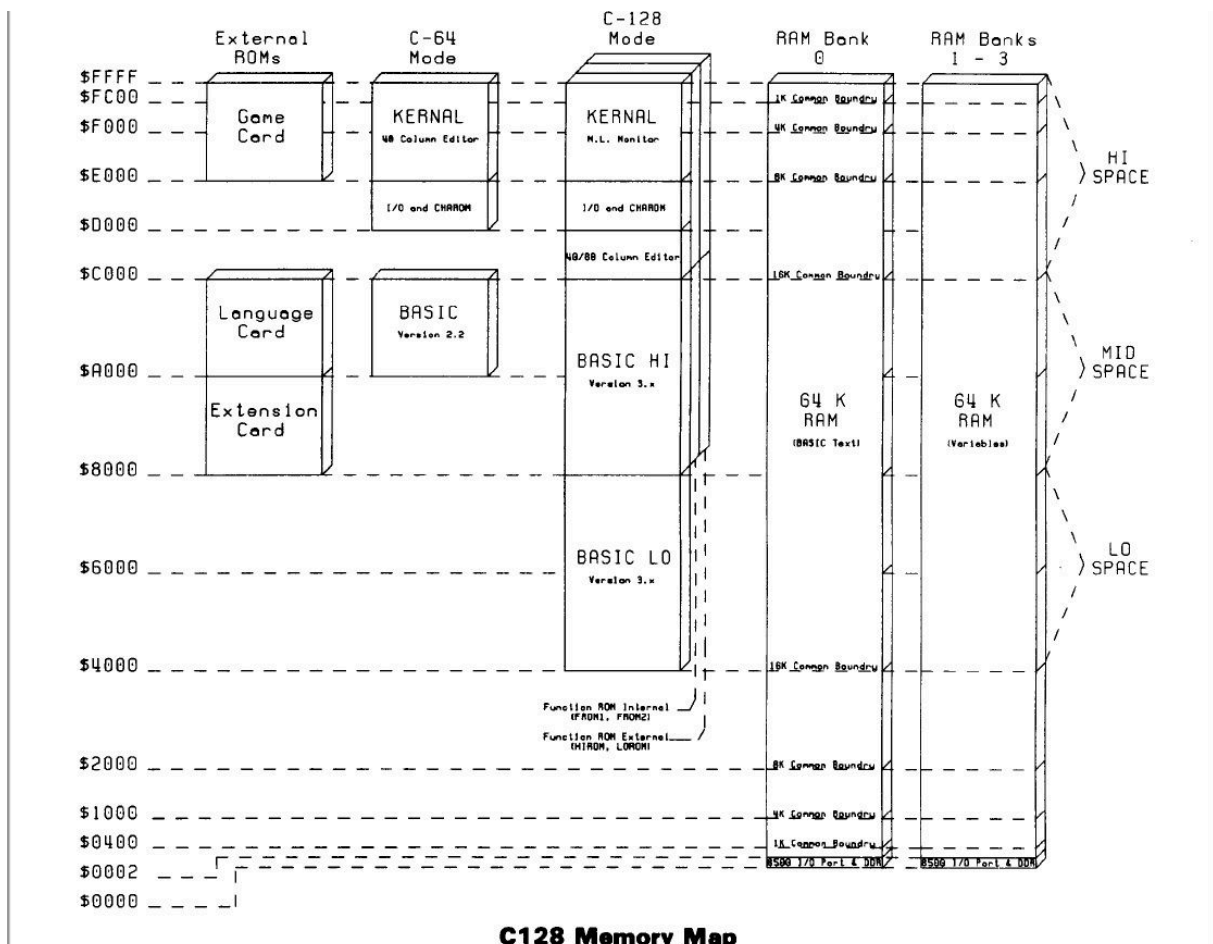 External
ROMs
C-64
Mode
C-128
Mode
RAM Bank
0
RAM Banks
1 - 3
$FFFF
$FC00
$F000
$E000
$D000
$C000
$A000
$8000
$6000
$4000
$2000
$1000
$0400
$0002
$0000
Game
Card
Language
Card
Extension
Card
KERNAL
40 Column Editor
I/O and CHAROM
BASIC
Version 2.2
KERNAL
M.L. Monitor
I/O and CHAROM
40/80 Column Editor
BASIC HI
Version 3.x
BASIC LO
Version 3.x
Function ROM Internal
(FROM1, FROM2)
Function ROM External
(HIROM, LOROM)
1K Common Boundry
4K Common Boundry
8K Common Boundry
16K Common Boundry
64 K
RAM
(BASIC Text)
16K Common Boundry
8K Common Boundry
4K Common Boundry
1K Common Boundry
8500 I/O Port & DDR
64 K
RAM
(Variables)
8500 I/O Port & DDR
HI
SPACE
MID
SPACE
LO
SPACE
C128 Memory Map